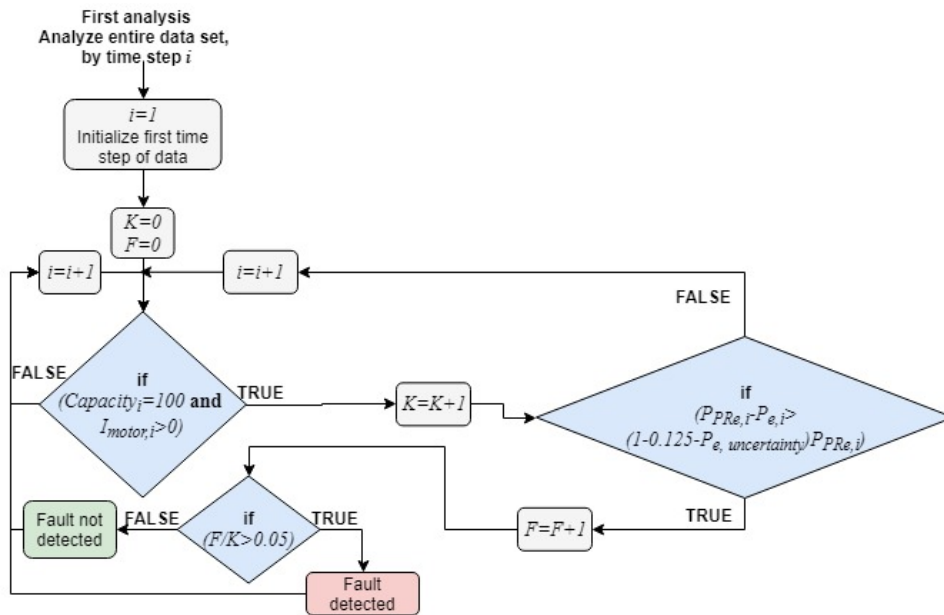 First analysis
Analyze entire data set,
by time step i
i=1
Initialize first time
step of data
K=0
F=0
i=i+1
i=i+1
FALSE
FALSE
if
(Capacityᵢ=100 and
I_motor,i>0)
TRUE
K=K+1
if
(P_PRe,i-P_e,i>
(1-0.125-P_e, uncertainty)P_PRe,i)
TRUE
F=F+1
Fault not
detected
FALSE
if
(F/K>0.05)
TRUE
Fault
detected